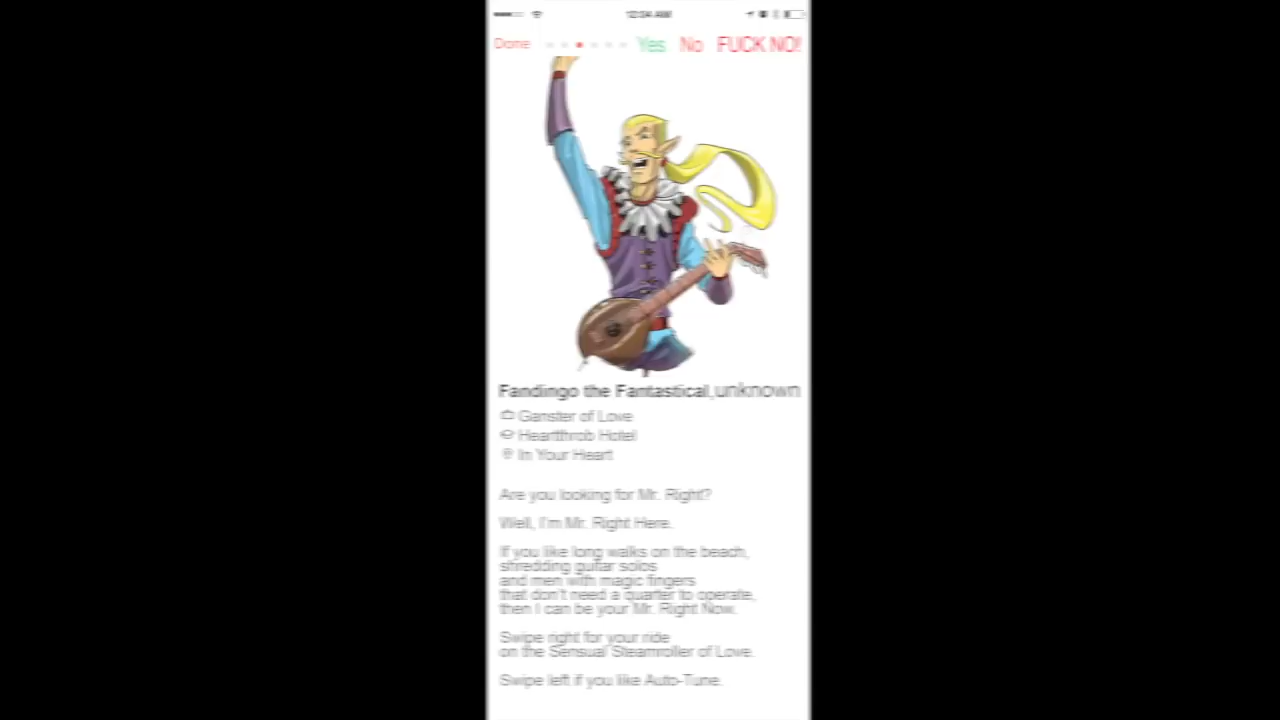 12:34 AM
Done Yes No FUCK NO!
Fandingo the Fantastical, unknown
Ganster of Love
Heartthrob Hotel
In Your Heart
Are you looking for Mr. Right?
Well, I'm Mr. Right Here.
If you like long walks on the beach,
shredding guitar solos
and men with magic fingers
that don't need a quarter to operate,
then I can be your Mr. Right Now.
Swipe right for your ride
on the Sensual Steamroller of Love.
Swipe left if you like Auto-Tune.